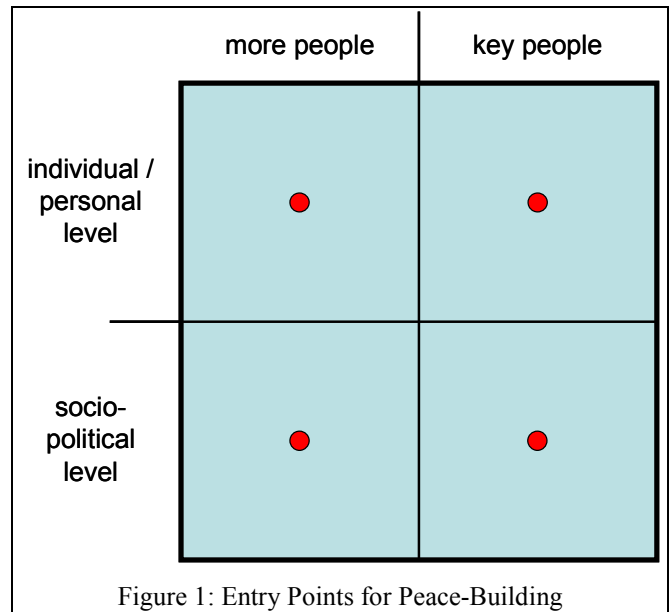 more people
key people
individual /
personal
level
socio-
political
level
Figure 1: Entry Points for Peace-Building